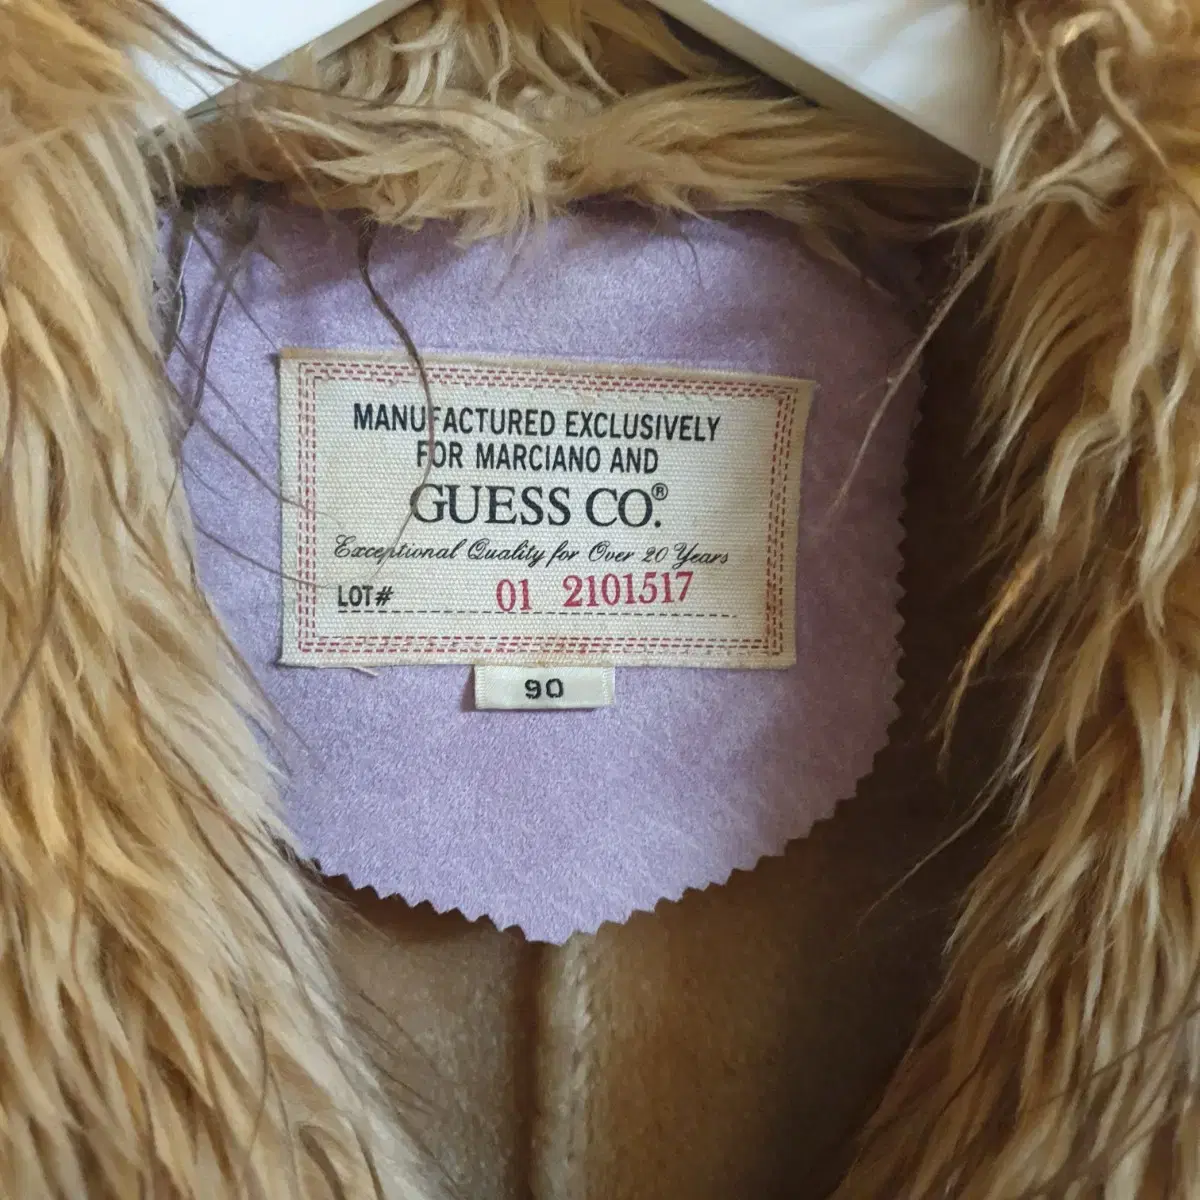 MANUFACTURED EXCLUSIVELY
FOR MARCIANO AND
GUESS CO.®
Exceptional Quality for Over 20 Years
LOT# 01 2101517
90